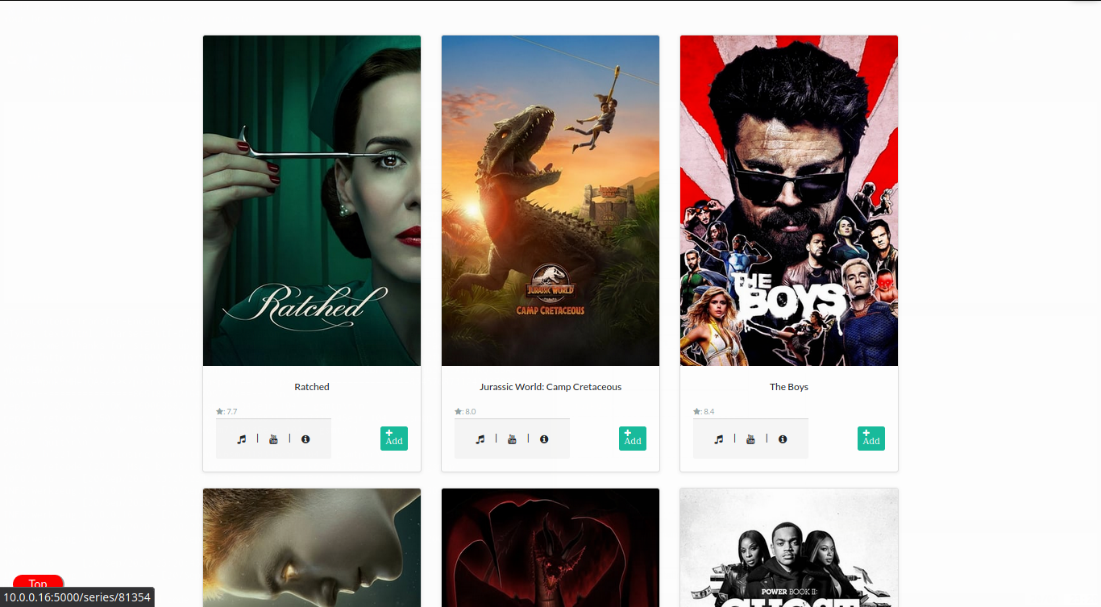 Ratched
JURASSIC WORLD
CAMP CRETACEOUS
THE
BOYS
Ratched
Jurassic World: Camp Cretaceous
The Boys
: 7.7
: 8.0
: 8.4
| |
Add
| |
Add
| |
Add
POWER BOOK II:
GHOST
Top
10.0.0.16:5000/series/81354